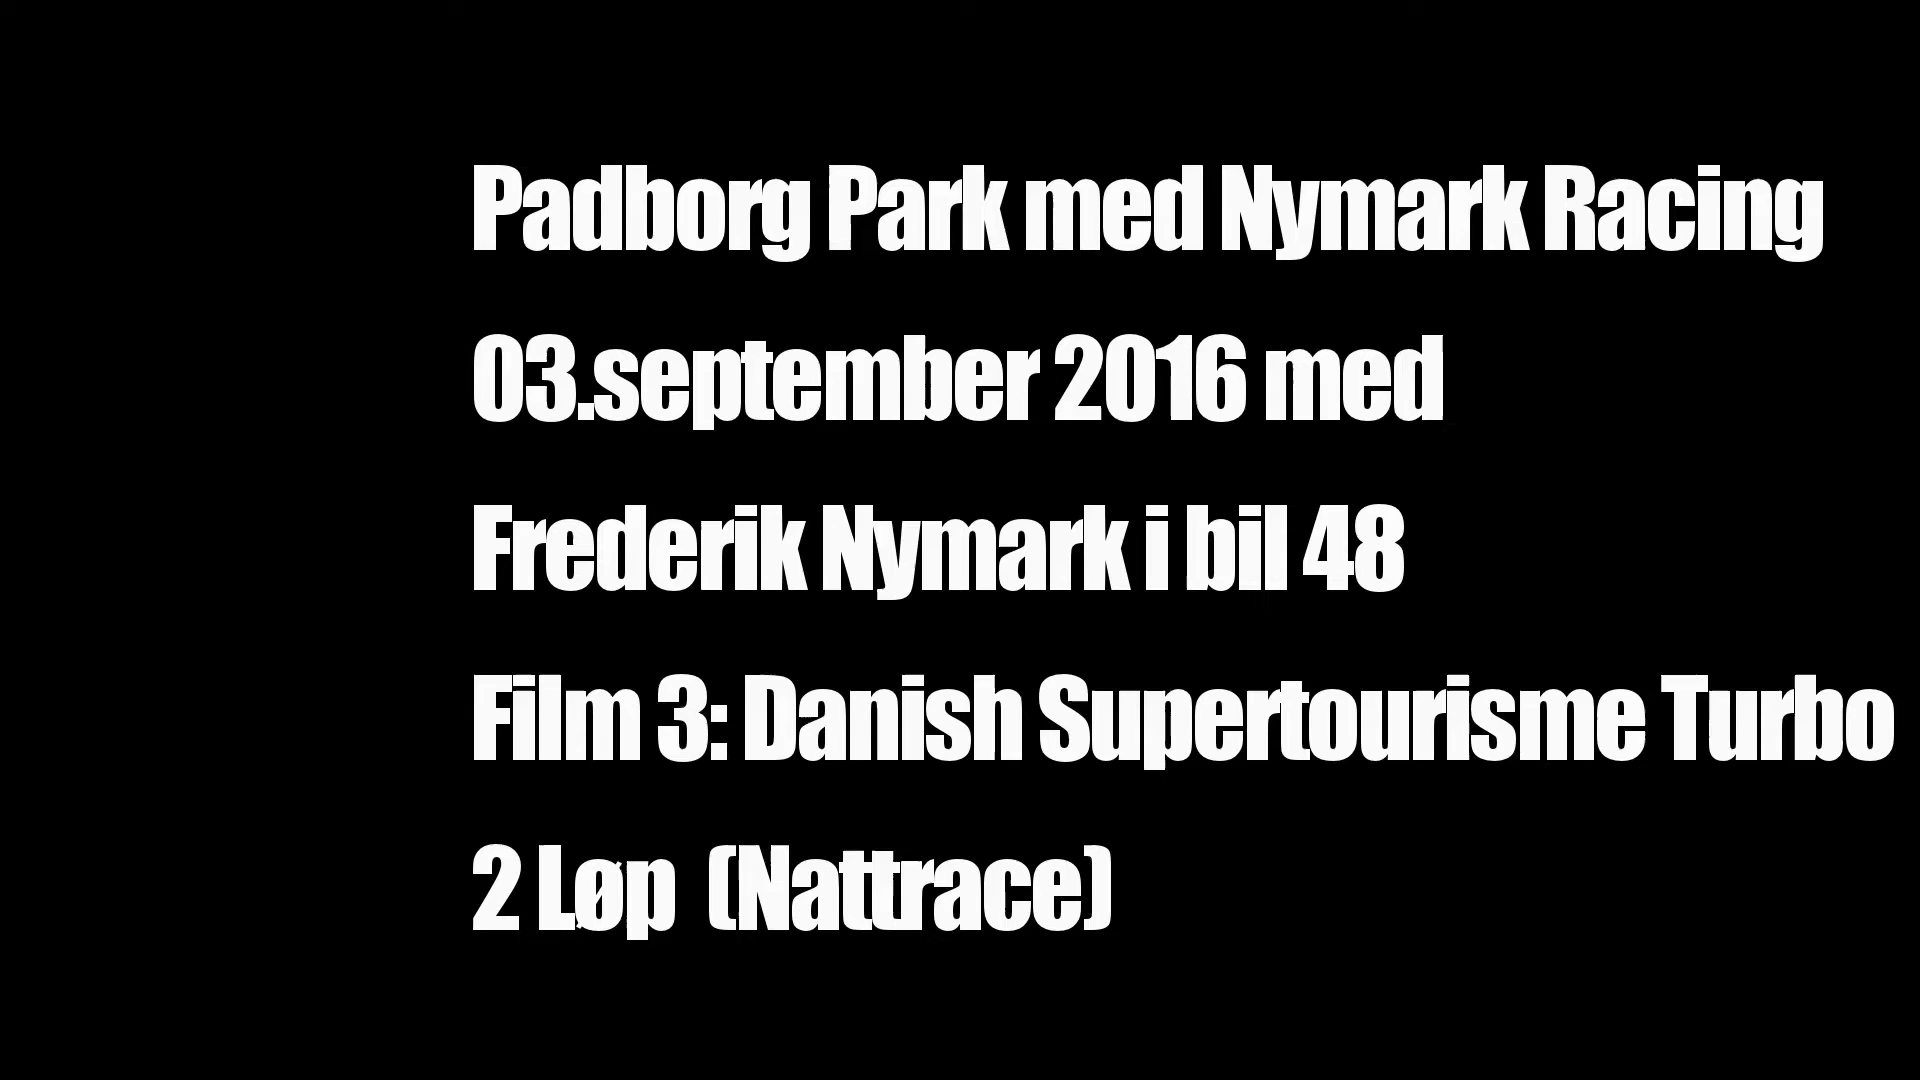 Padborg Park med Nymark Racing
03.september 2016 med
Frederik Nymark i bil 48
Film 3: Danish Supertourisme Turbo
2 Løp (Nattrace)